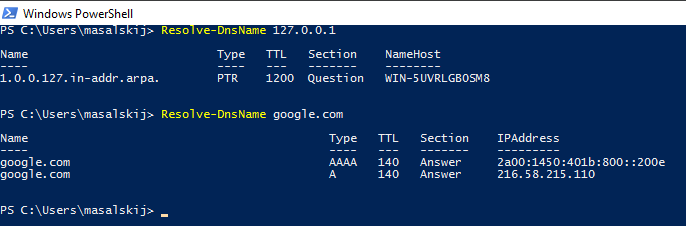 Windows PowerShell
PS C:\Users\masalskij> Resolve-DnsName 127.0.0.1
Name Type TTL Section NameHost
---- ---- --- ------- --------
1.0.0.127.in-addr.arpa. PTR 1200 Question WIN-5UVRLGBOSM8
PS C:\Users\masalskij> Resolve-DnsName google.com
Name Type TTL Section IPAddress
---- ---- --- ------- ---------
google.com AAAA 140 Answer 2a00:1450:401b:800::200e
google.com A 140 Answer 216.58.215.110
PS C:\Users\masalskij>